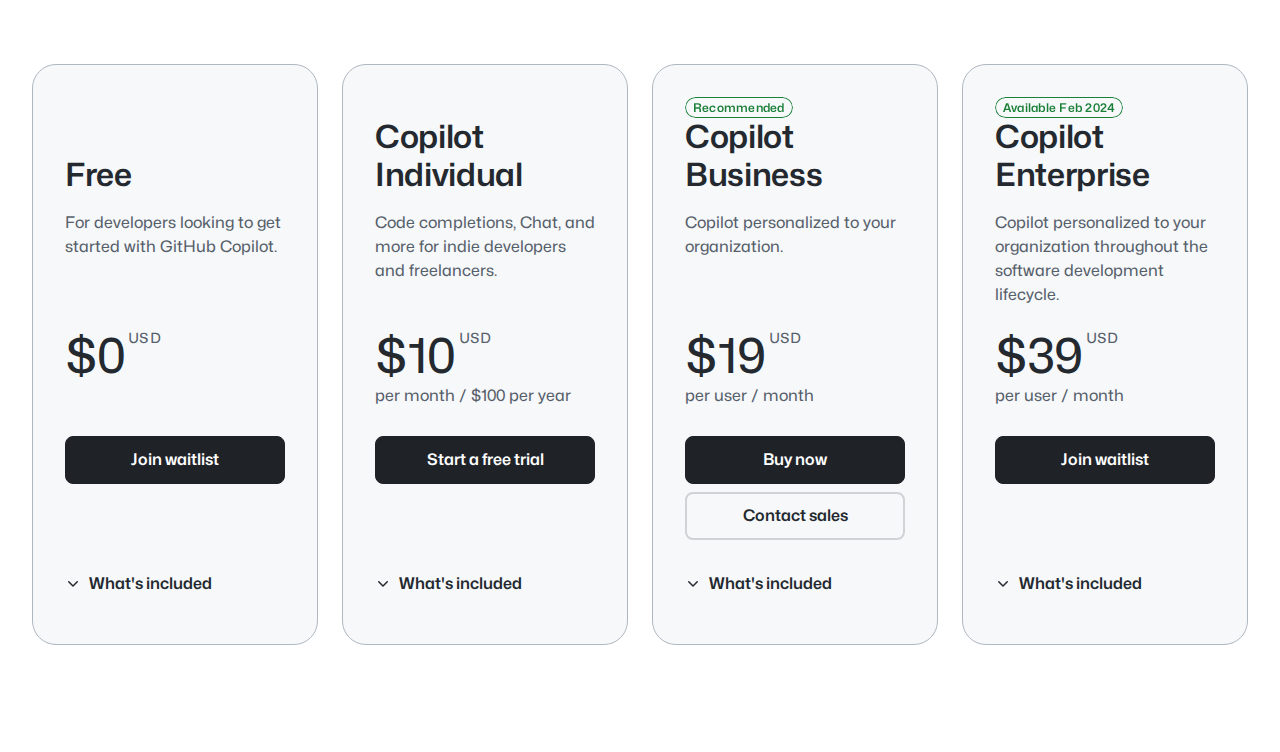 Free
For developers looking to get
started with GitHub Copilot.
$0 USD
Join waitlist
What's included
Copilot
Individual
Code completions, Chat, and
more for indie developers
and freelancers.
$10 USD
per month / $100 per year
Start a free trial
What's included
Recommended
Copilot
Business
Copilot personalized to your
organization.
$19 USD
per user / month
Buy now
Contact sales
What's included
Available Feb 2024
Copilot
Enterprise
Copilot personalized to your
organization throughout the
software development
lifecycle.
$39 USD
per user / month
Join waitlist
What's included